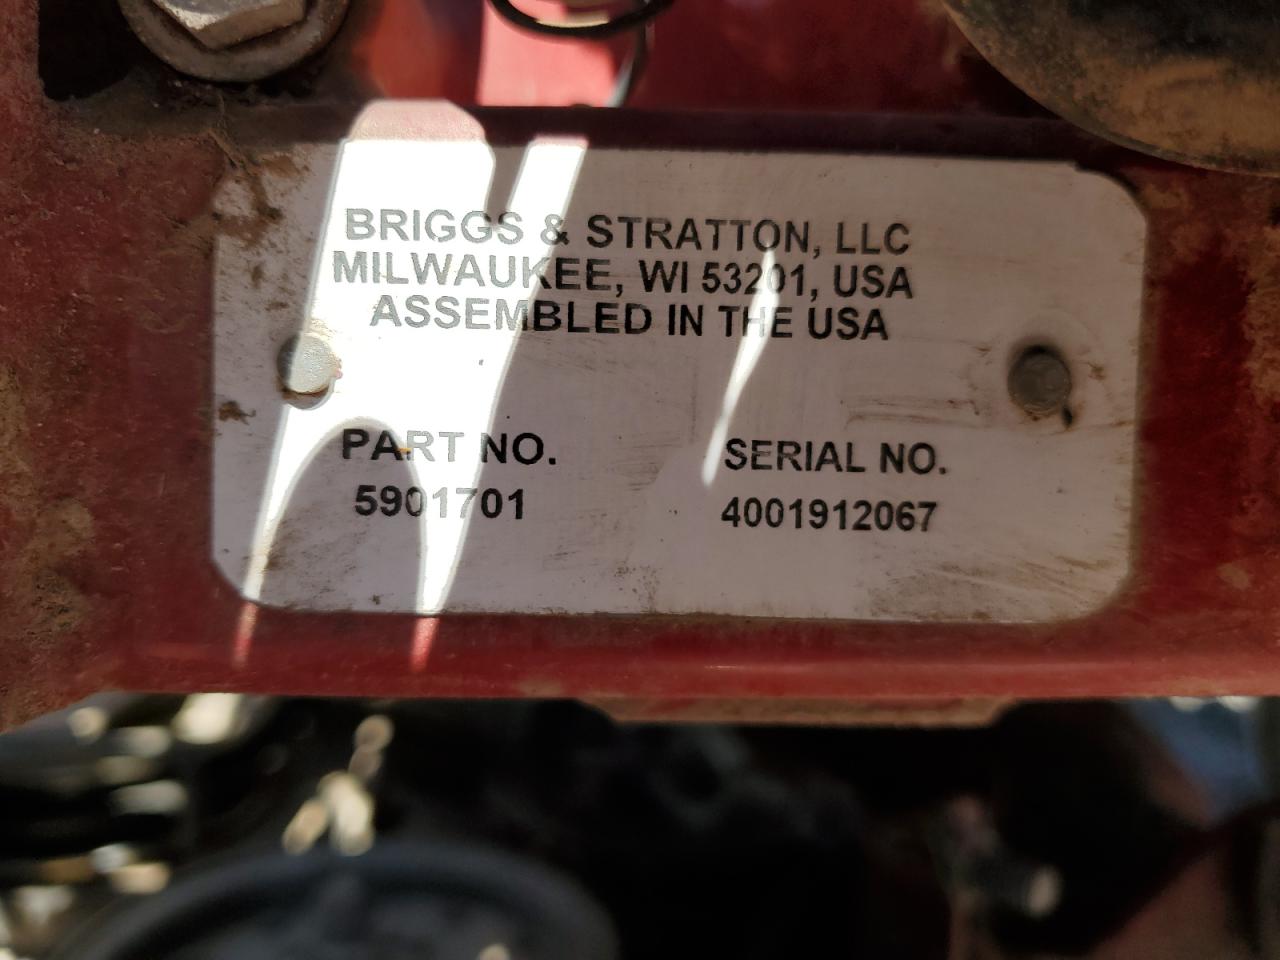 BRIGGS & STRATTON, LLC
MILWAUKEE, WI 53201, USA
ASSEMBLED IN THE USA
PART NO.
5901701
SERIAL NO.
4001912067